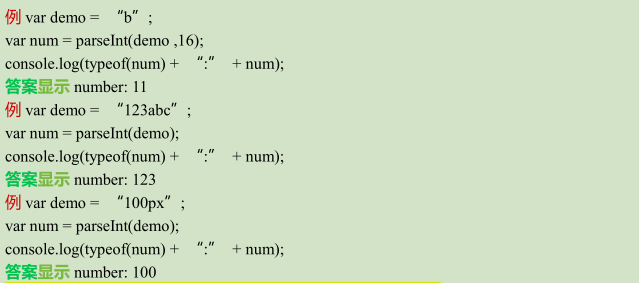 例 var demo = “b” ;
var num = parseInt(demo ,16);
console.log(typeof(num) + “:” + num);
答案显示 number: 11
例 var demo = “123abc” ;
var num = parseInt(demo);
console.log(typeof(num) + “:” + num);
答案显示 number: 123
例 var demo = “100px” ;
var num = parseInt(demo);
console.log(typeof(num) + “:” + num);
答案显示 number: 100